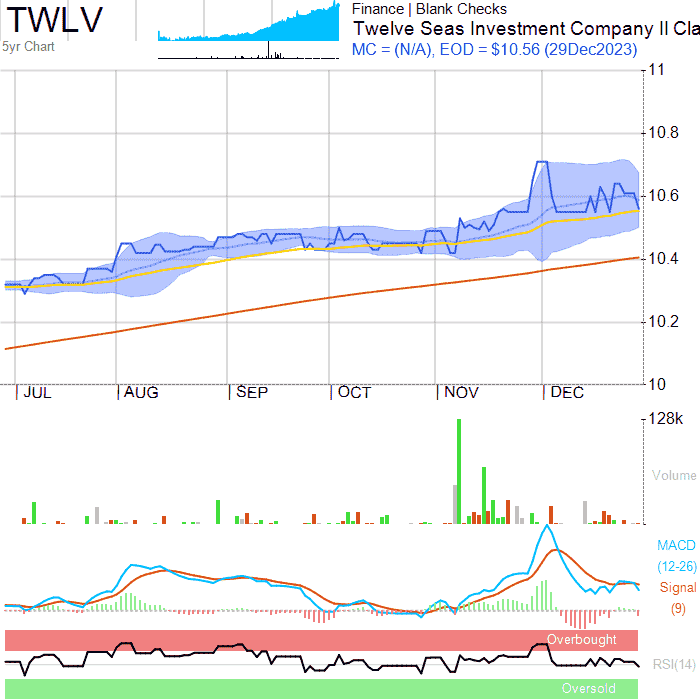 TWLV
5yr Chart
Finance | Blank Checks
Twelve Seas Investment Company II Cla
MC = (N/A), EOD = $10.56 (29Dec2023)
11
10.8
10.6
10.4
10.2
10
JUL AUG SEP OCT NOV DEC
128k
Volume
MACD
(12-26)
Signal
(9)
Overbought
RSI(14)
Oversold